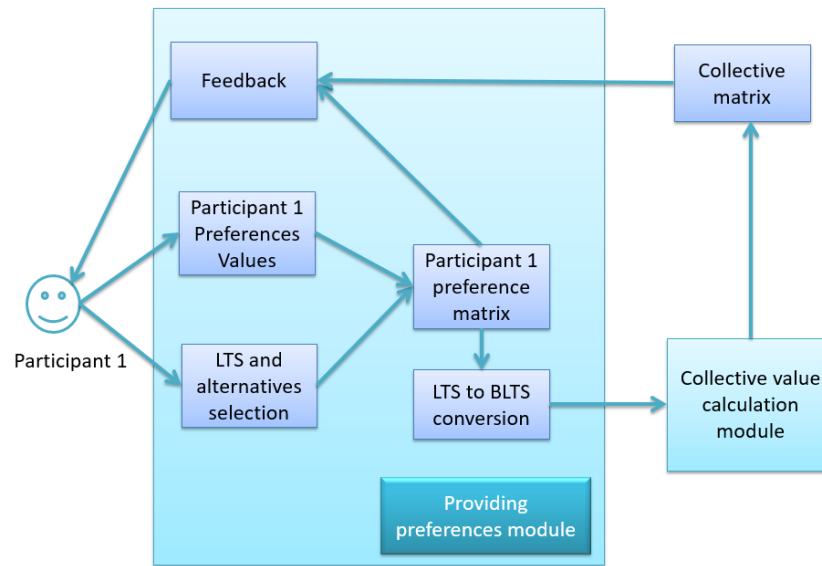 Feedback
Collective
matrix
Participant 1
Preferences
Values
Participant 1
preference
matrix
Participant 1
LTS and
alternatives
selection
LTS to BLTS
conversion
Collective value
calculation
module
Providing
preferences module